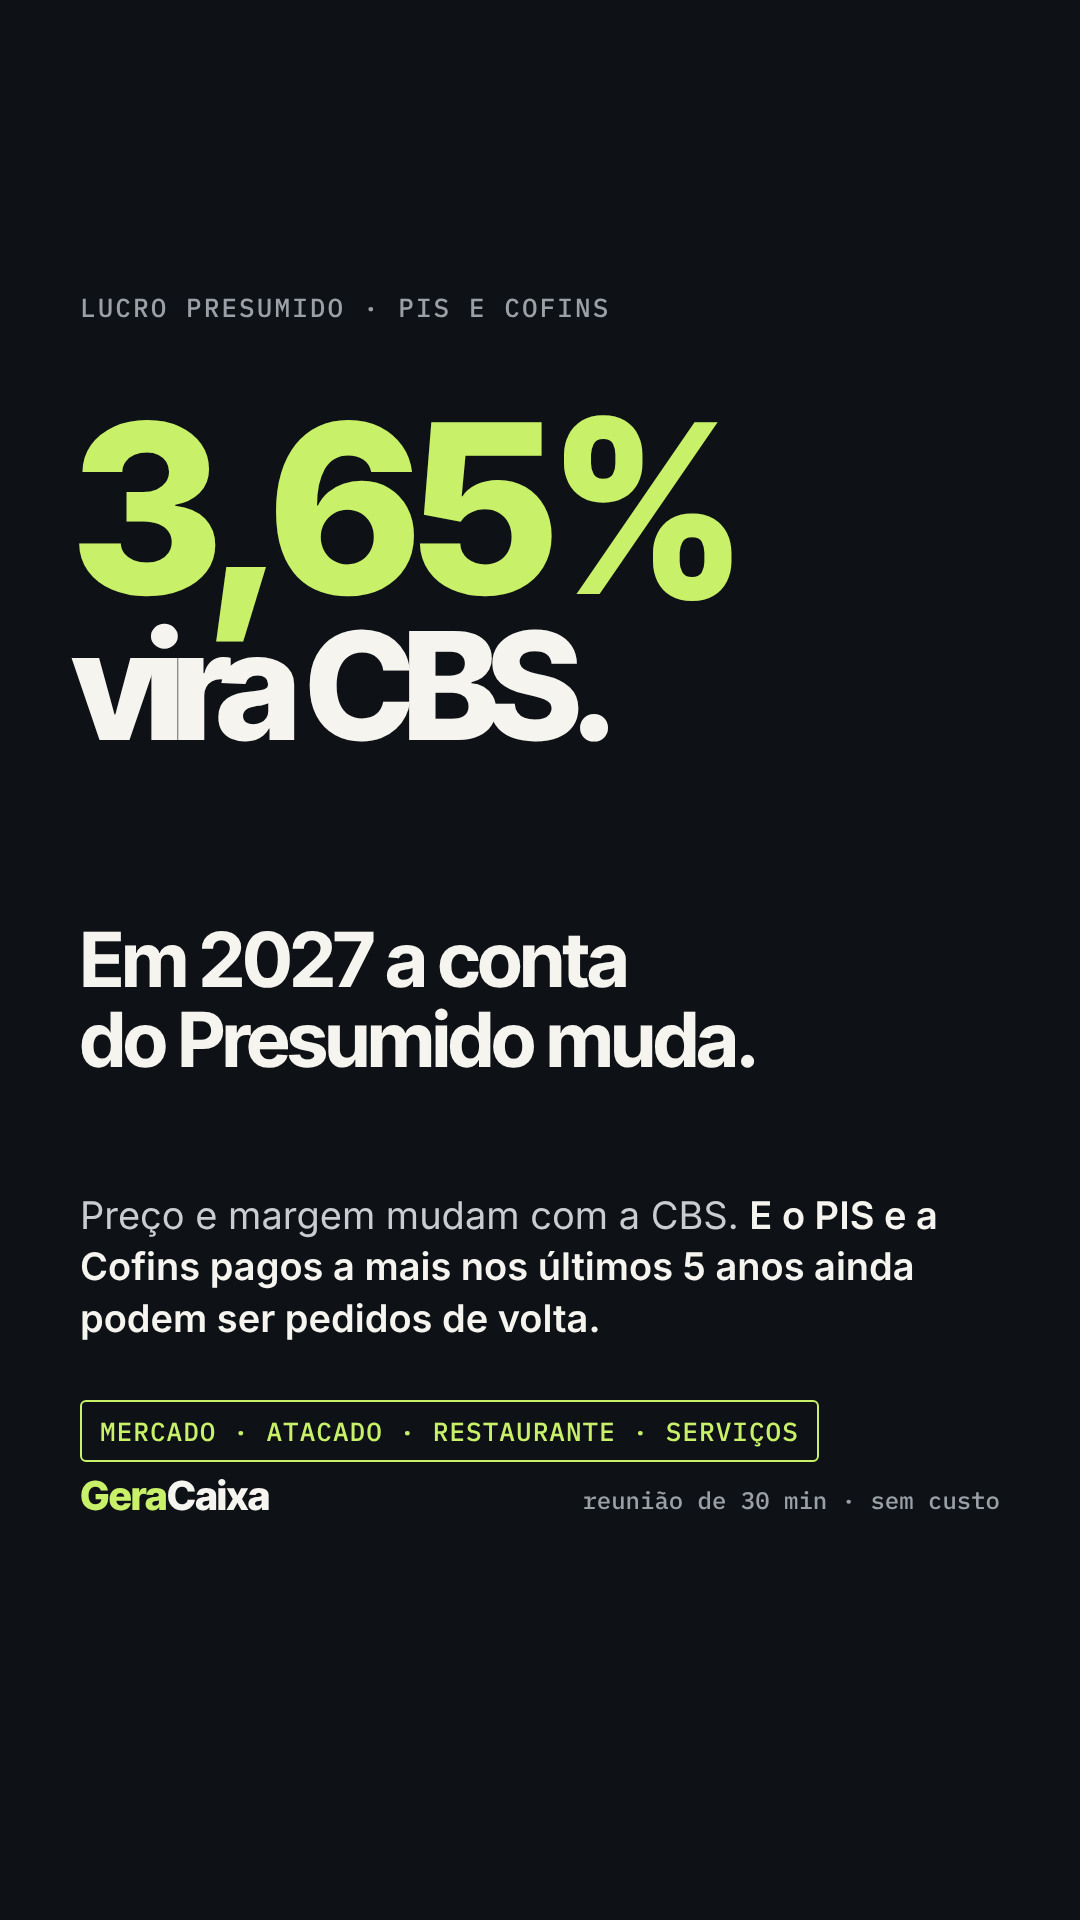 LUCRO PRESUMIDO · PIS E COFINS
3,65%
vira CBS.
Em 2027 a conta
do Presumido muda.
Preço e margem mudam com a CBS. E o PIS e a
Cofins pagos a mais nos últimos 5 anos ainda
podem ser pedidos de volta.
MERCADO · ATACADO · RESTAURANTE · SERVIÇOS
GeraCaixa
reunião de 30 min · sem custo